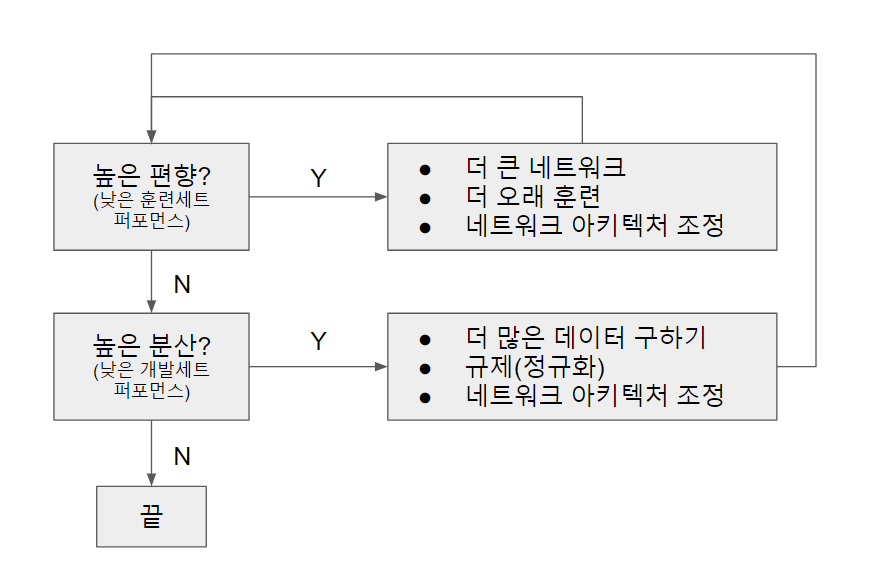 높은 편향?
(낮은 훈련세트
퍼포먼스)
Y
● 더 큰 네트워크
● 더 오래 훈련
● 네트워크 아키텍처 조정
N
높은 분산?
(낮은 개발세트
퍼포먼스)
Y
● 더 많은 데이터 구하기
● 규제(정규화)
● 네트워크 아키텍처 조정
N
끝